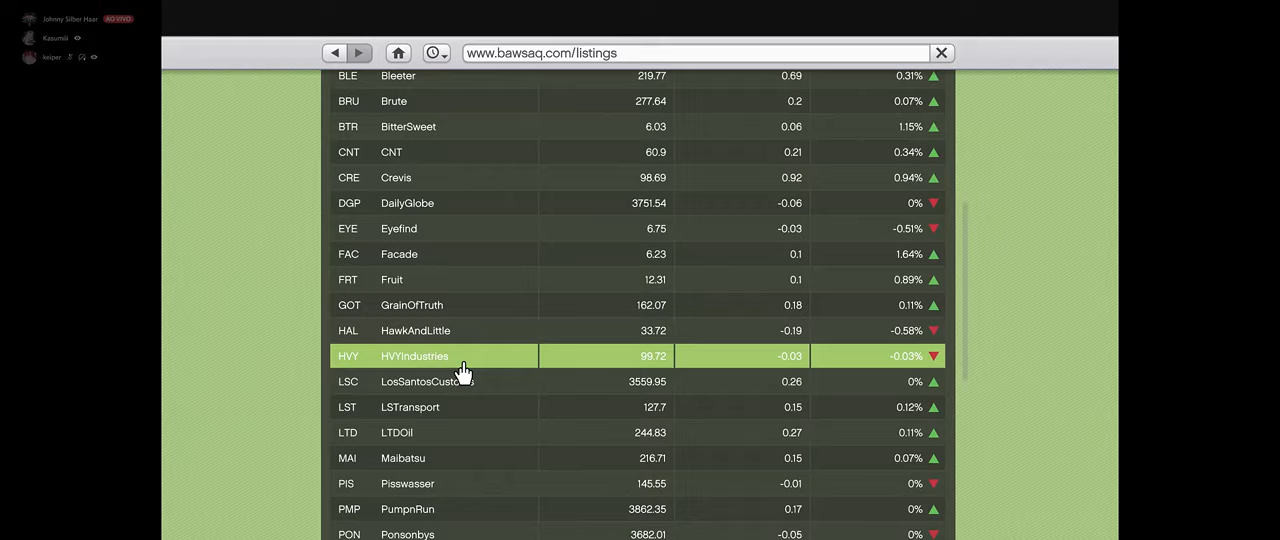 Johnny Silber Haar AO VIVO
Kasumiii
keiper
www.bawsaq.com/listings
BLE Bleeter 219.77 0.69 0.31%
BRU Brute 277.64 0.2 0.07%
BTR BitterSweet 6.03 0.06 1.15%
CNT CNT 60.9 0.21 0.34%
CRE Crevis 98.69 0.92 0.94%
DGP DailyGlobe 3751.54 -0.06 0%
EYE Eyefind 6.75 -0.03 -0.51%
FAC Facade 6.23 0.1 1.64%
FRT Fruit 12.31 0.1 0.89%
GOT GrainOfTruth 162.07 0.18 0.11%
HAL HawkAndLittle 33.72 -0.19 -0.58%
HVY HVYIndustries 99.72 -0.03 -0.03%
LSC LosSantosCustoms 3559.95 0.26 0%
LST LSTransport 127.7 0.15 0.12%
LTD LTDOil 244.83 0.27 0.11%
MAI Maibatsu 216.71 0.15 0.07%
PIS Pisswasser 145.55 -0.01 0%
PMP PumpnRun 3862.35 0.17 0%
PON Ponsonbys 3682.01 -0.05 0%